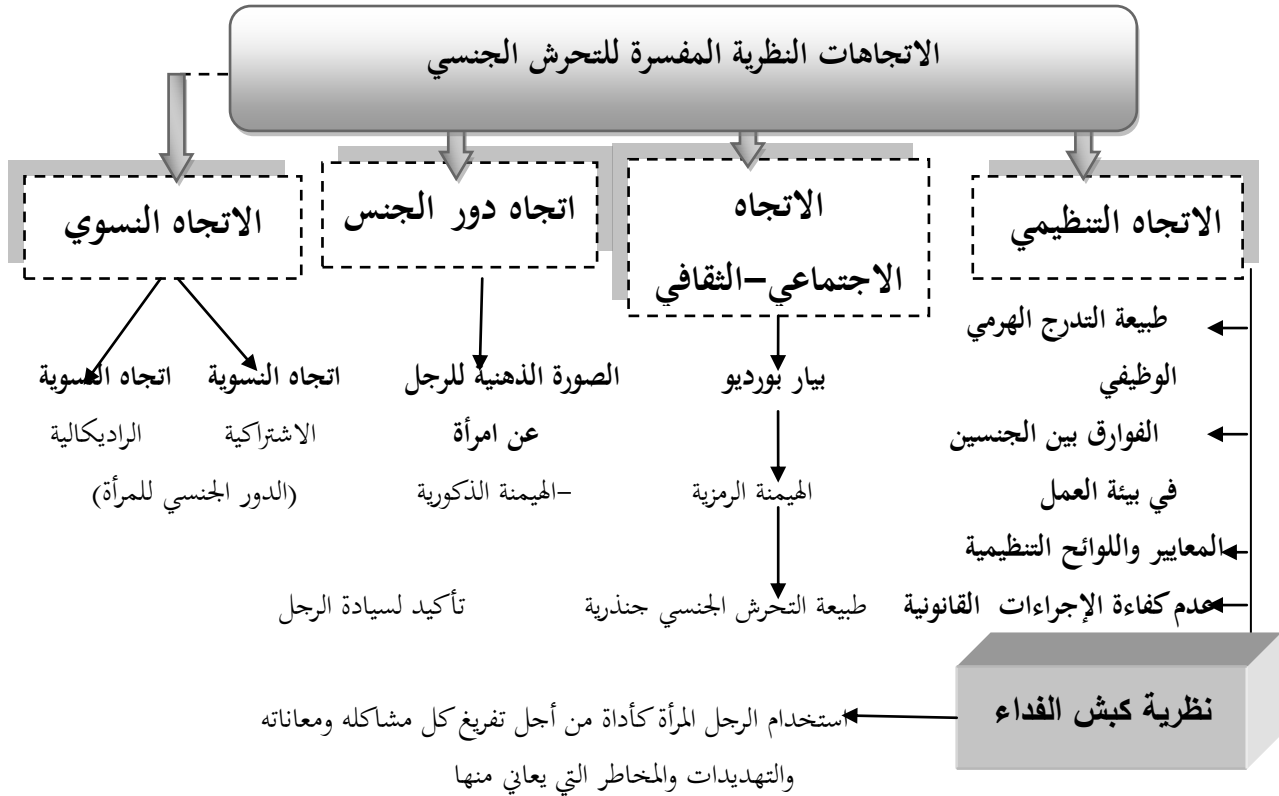 الاتجاهات النظرية المفسرة للتحرش الجنسي
الاتجاه التنظيمي
طبيعة التدرج الهرمي
الوظيفي
الفوارق بين الجنسين
في بيئة العمل
المعايير واللوائح التنظيمية
عدم كفاءة الإجراءات القانونية
الاتجاه
الاجتماعي-الثقافي
بيار بورديو
الهيمنة الرمزية
طبيعة التحرش الجنسي جنذرية
اتجاه دور الجنس
الصورة الذهنية للرجل
عن امرأة
-الهيمنة الذكورية
تأكيد لسيادة الرجل
الاتجاه النسوي
اتجاه النسوية
الاشتراكية
اتجاه النسوية
الراديكالية
(الدور الجنسي للمرأة)
نظرية كبش الفداء
استخدام الرجل المرأة كأداة من أجل تفريغ كل مشاكله ومعاناته
والتهديدات والمخاطر التي يعاني منها